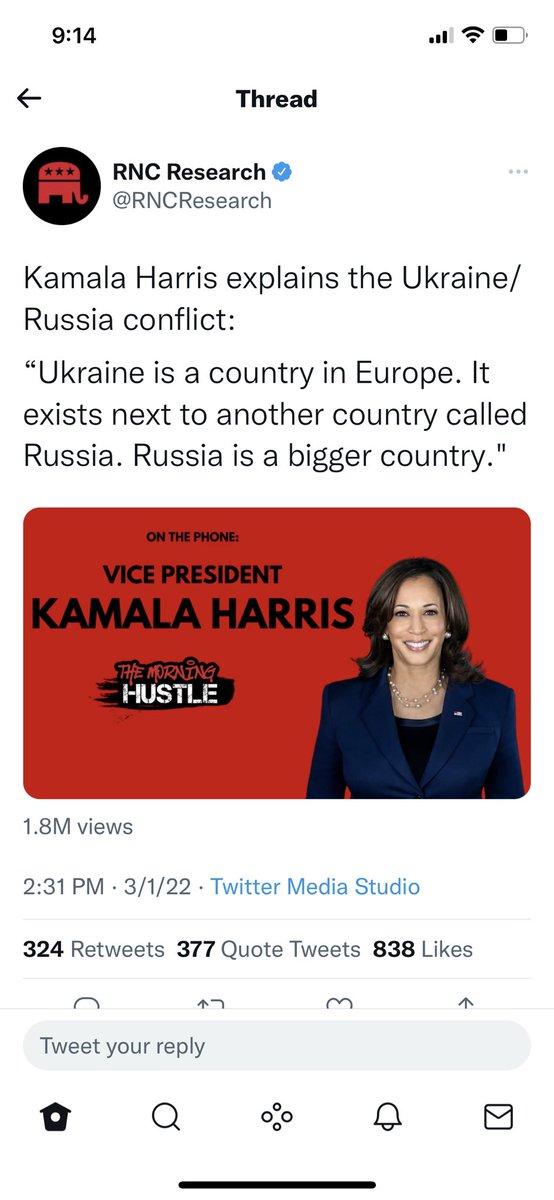 9:14
Thread
RNC Research
@RNCResearch
Kamala Harris explains the Ukraine/
Russia conflict:
“Ukraine is a country in Europe. It
exists next to another country called
Russia. Russia is a bigger country."
ON THE PHONE:
VICE PRESIDENT
KAMALA HARRIS
THE MORNING
HUSTLE
1.8M views
2:31 PM · 3/1/22 · Twitter Media Studio
324 Retweets 377 Quote Tweets 838 Likes
Tweet your reply